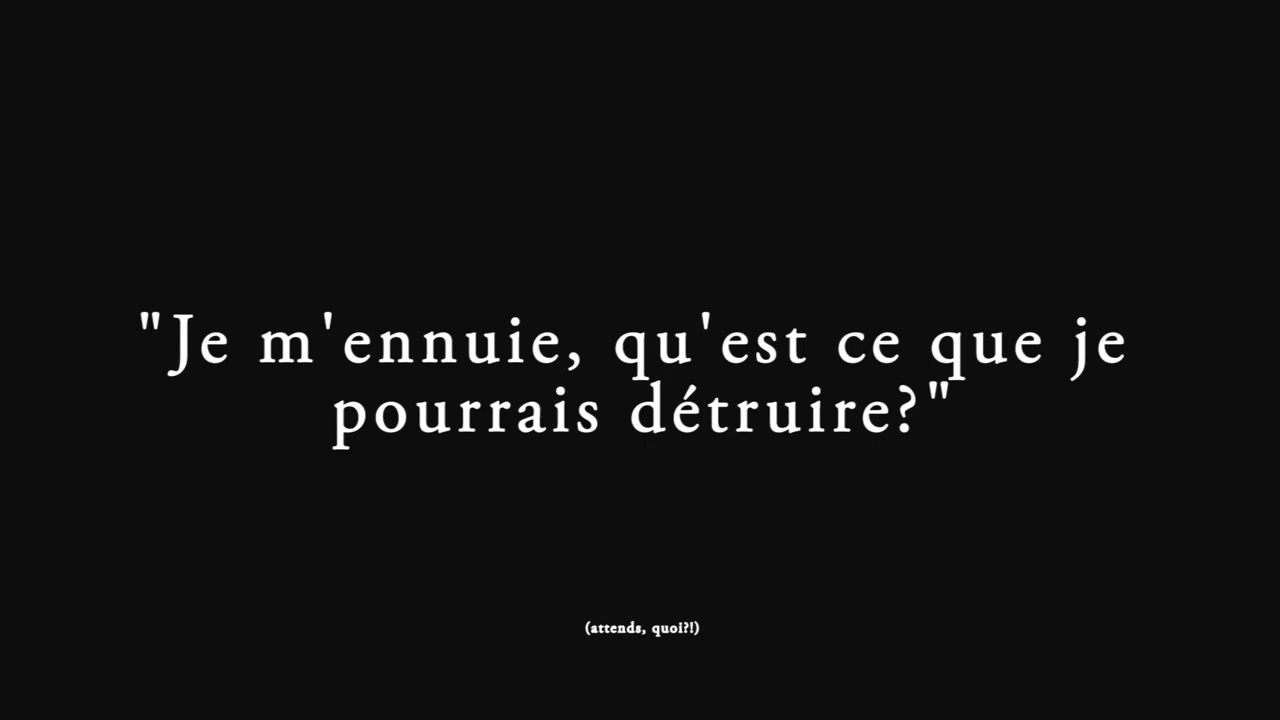 "Je m'ennuie, qu'est ce que je
pourrais détruire?"
(attends, quoi?!)